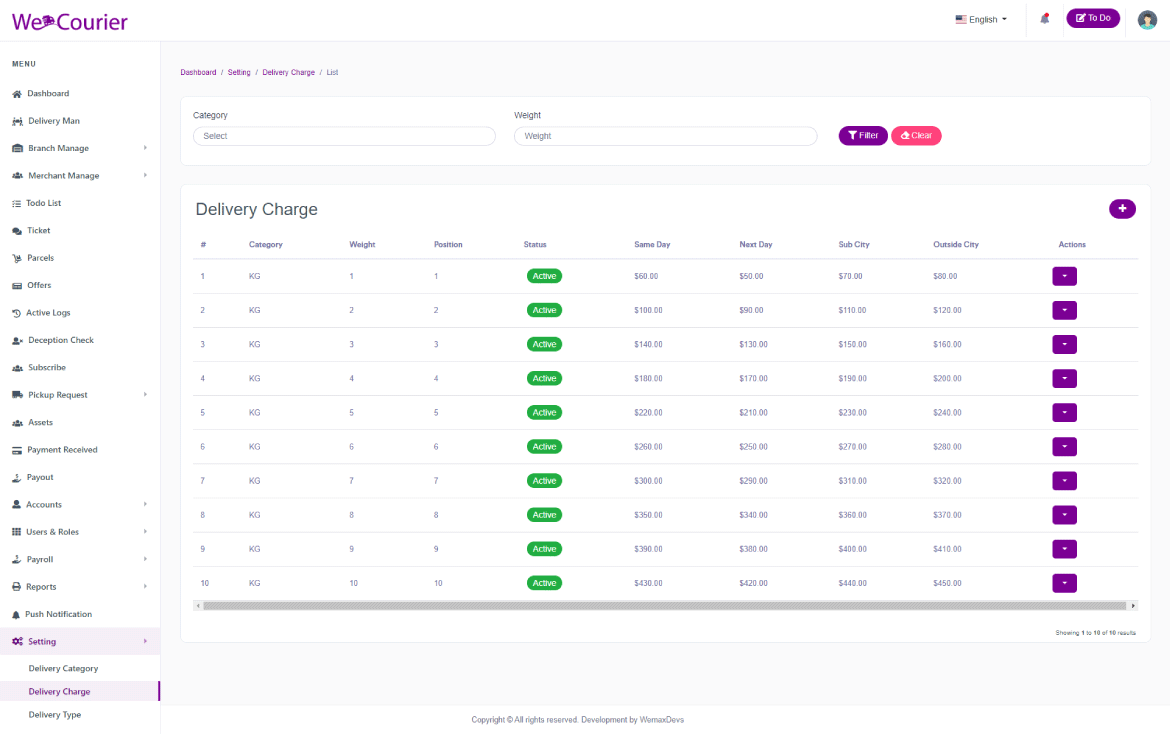 We Courier
English
To Do
MENU
Dashboard
Delivery Man
Branch Manage
Merchant Manage
Todo List
Ticket
Parcels
Offers
Active Logs
Deception Check
Subscribe
Pickup Request
Assets
Payment Received
Payout
Accounts
Users & Roles
Payroll
Reports
Push Notification
Setting
Delivery Category
Delivery Charge
Delivery Type
Dashboard / Setting / Delivery Charge / List
Category Weight
Select Weight Filter Clear
Delivery Charge
# Category Weight Position Status Same Day Next Day Sub City Outside City Actions
1 KG 1 1 Active $60.00 $50.00 $70.00 $80.00
2 KG 2 2 Active $100.00 $90.00 $110.00 $120.00
3 KG 3 3 Active $140.00 $130.00 $150.00 $160.00
4 KG 4 4 Active $180.00 $170.00 $190.00 $200.00
5 KG 5 5 Active $220.00 $210.00 $230.00 $240.00
6 KG 6 6 Active $260.00 $250.00 $270.00 $280.00
7 KG 7 7 Active $300.00 $290.00 $310.00 $320.00
8 KG 8 8 Active $350.00 $340.00 $360.00 $370.00
9 KG 9 9 Active $390.00 $380.00 $400.00 $410.00
10 KG 10 10 Active $430.00 $420.00 $440.00 $450.00
Showing 1 to 10 of 10 results
Copyright © All rights reserved. Development by WemaxDevs